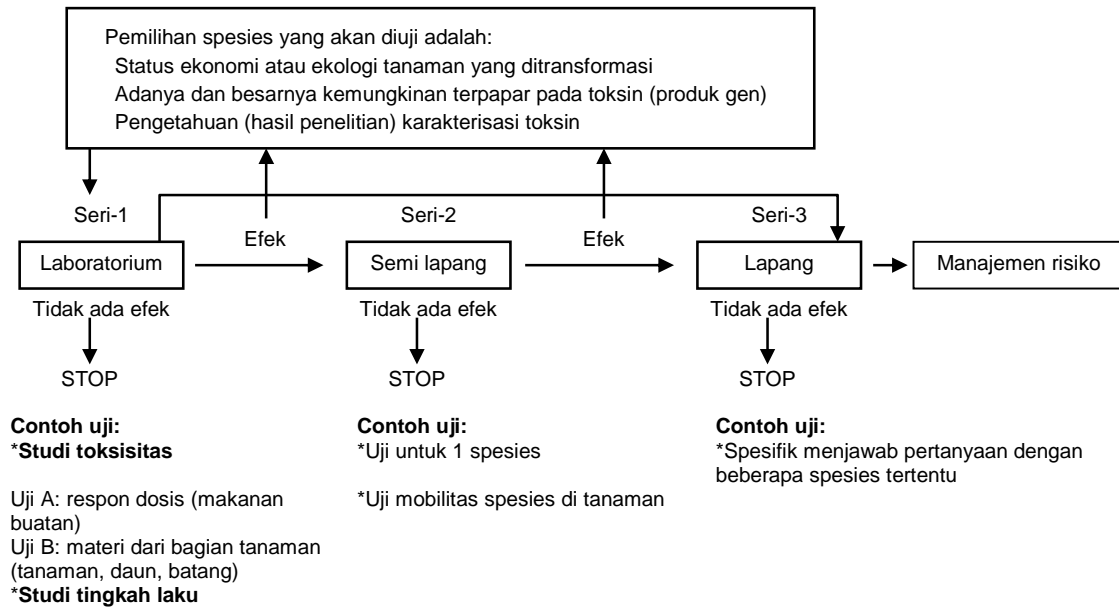 Pemilihan spesies yang akan diuji adalah:
Status ekonomi atau ekologi tanaman yang ditransformasi
Adanya dan besarnya kemungkinan terpapar pada toksin (produk gen)
Pengetahuan (hasil penelitian) karakterisasi toksin
Seri-1
Seri-2
Seri-3
Efek
Efek
Laboratorium
Semi lapang
Lapang
Manajemen risiko
Tidak ada efek
Tidak ada efek
Tidak ada efek
STOP
STOP
STOP
Contoh uji:
*Studi toksisitas
Uji A: respon dosis (makanan
buatan)
Uji B: materi dari bagian tanaman
(tanaman, daun, batang)
*Studi tingkah laku
Contoh uji:
*Uji untuk 1 spesies
*Uji mobilitas spesies di tanaman
Contoh uji:
*Spesifik menjawab pertanyaan dengan
beberapa spesies tertentu